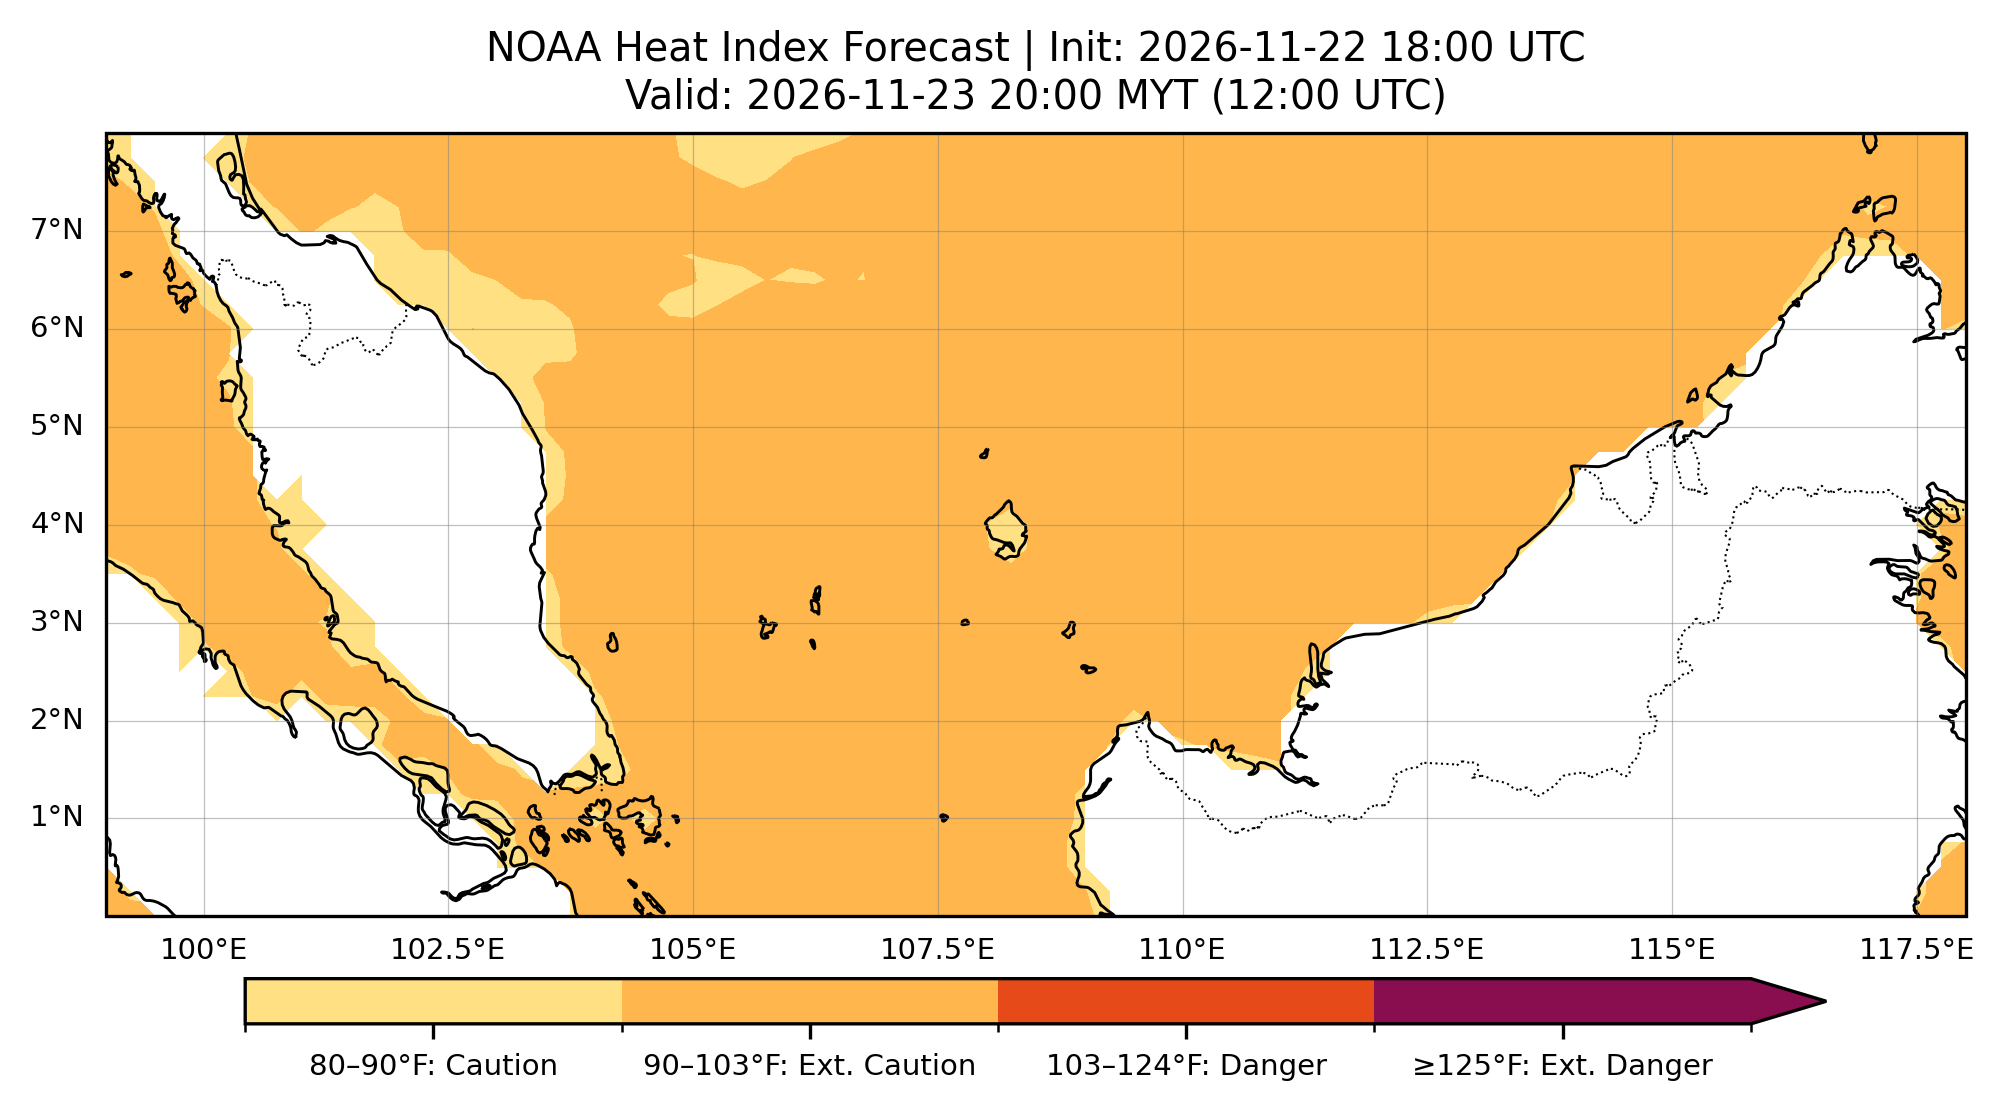 NOAA Heat Index Forecast | Init: 2026-11-22 18:00 UTC
Valid: 2026-11-23 20:00 MYT (12:00 UTC)
7°N
6°N
5°N
4°N
3°N
2°N
1°N
100°E 102.5°E 105°E 107.5°E 110°E 112.5°E 115°E 117.5°E
80–90°F: Caution 90–103°F: Ext. Caution 103–124°F: Danger ≥125°F: Ext. Danger